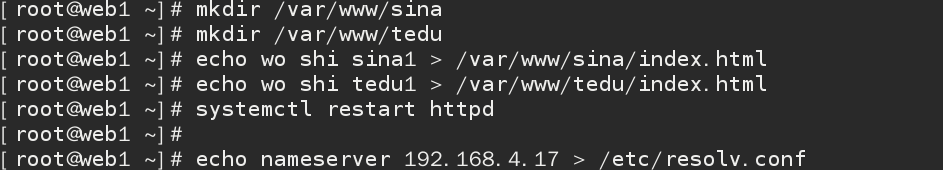 [root@web1 ~]# mkdir /var/www/sina
[root@web1 ~]# mkdir /var/www/tedu
[root@web1 ~]# echo wo shi sina1 > /var/www/sina/index.html
[root@web1 ~]# echo wo shi tedu1 > /var/www/tedu/index.html
[root@web1 ~]# systemctl restart httpd
[root@web1 ~]#
[root@web1 ~]# echo nameserver 192.168.4.17 > /etc/resolv.conf